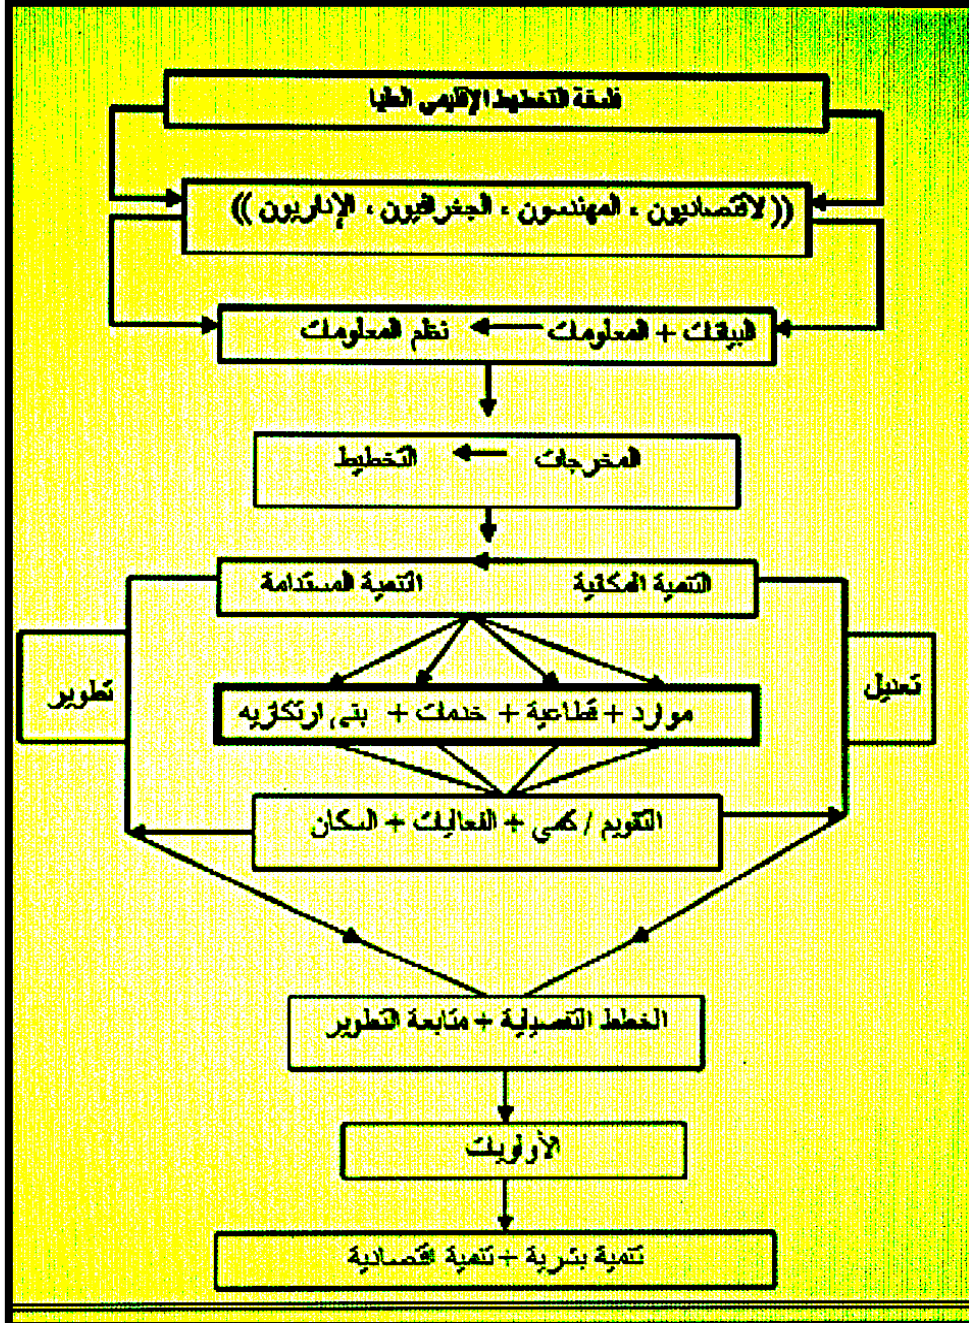 فلسفة التخطيط الإقليمي العليا
((لاقتصاديون ، المهندسون ، الجغرافيون ، الإداريون))
البيانات + المعلومات ← نظم المعلومات
المخرجات ← التخطيط
التنمية المكانية ← التنمية المستدامة
تعديل
تطوير
موارد + قطاعية + خدمات + بنى ارتكازيه
التقويم / كمي + الفعاليات + السكان
الخطط التفصيلية + متابعة التطوير
الأولويات
تنمية بشرية + تنمية اقتصادية